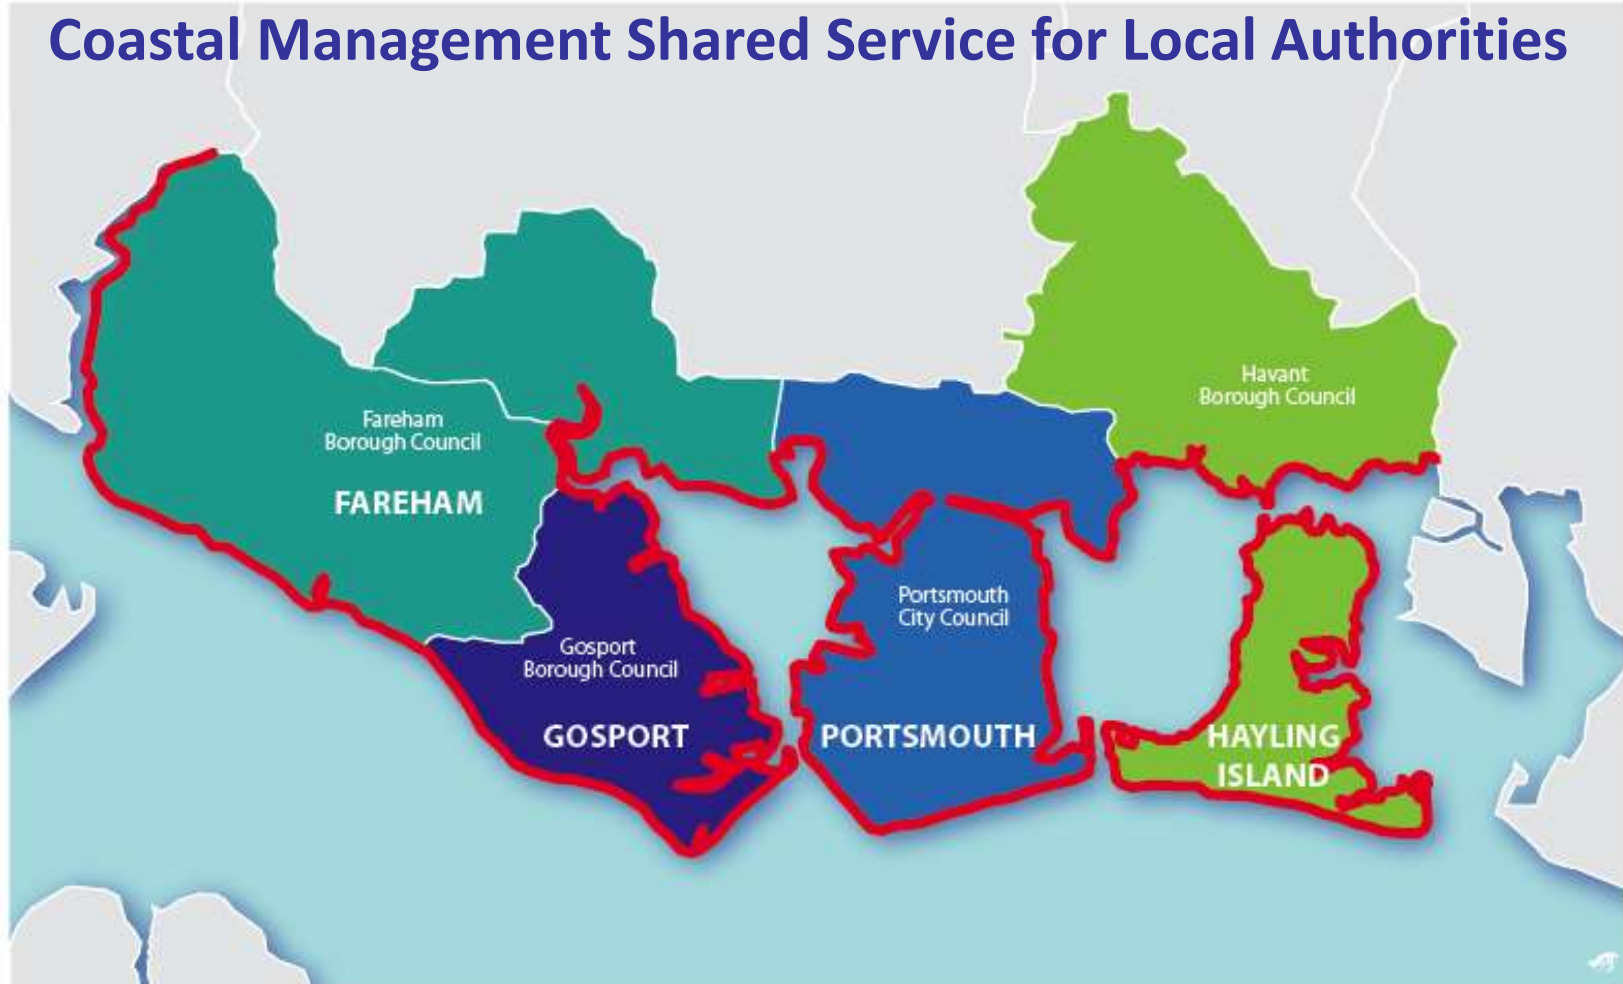 Coastal Management Shared Service for Local Authorities
Havant
Borough Council
Fareham
Borough Council
FAREHAM
Portsmouth
City Council
Gosport
Borough Council
GOSPORT
PORTSMOUTH
HAYLING
ISLAND